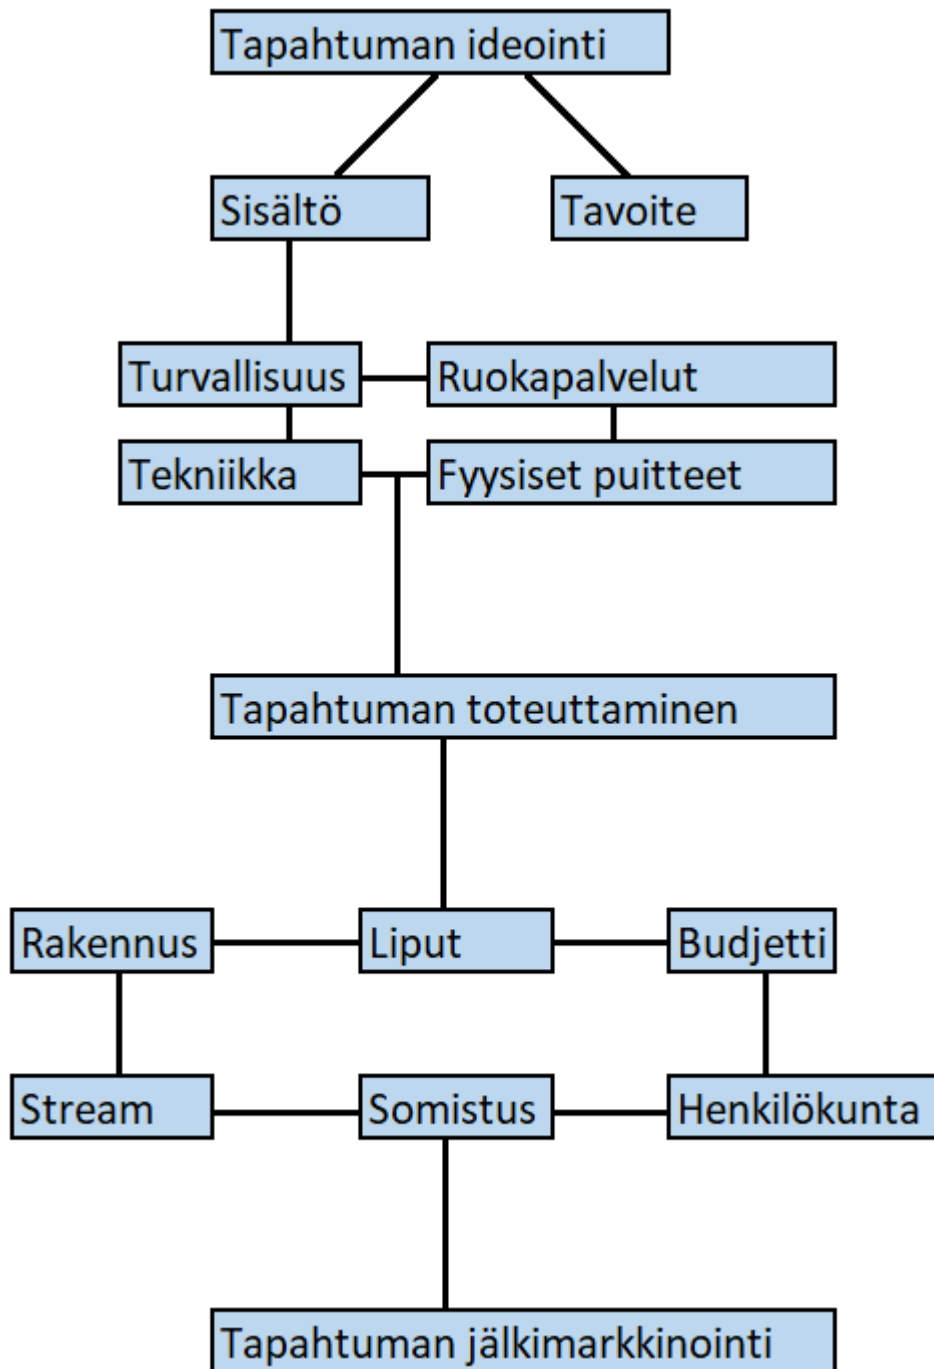 Tapahtuman ideointi
Sisältö
Tavoite
Turvallisuus
Ruokapalvelut
Tekniikka
Fyysiset puitteet
Tapahtuman toteuttaminen
Rakennus
Liput
Budjetti
Stream
Somistus
Henkilökunta
Tapahtuman jälkimarkkinointi